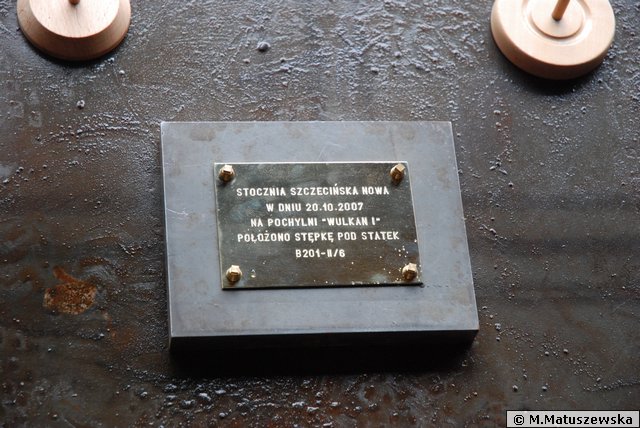 STOCZNIA SZCZECIŃSKA NOWA
W DNIU 20.10.2007
NA POCHYLNI "WULKAN I"
POŁOŻONO STĘPKĘ POD STATEK
B201-II/6
© M.Matuszewska